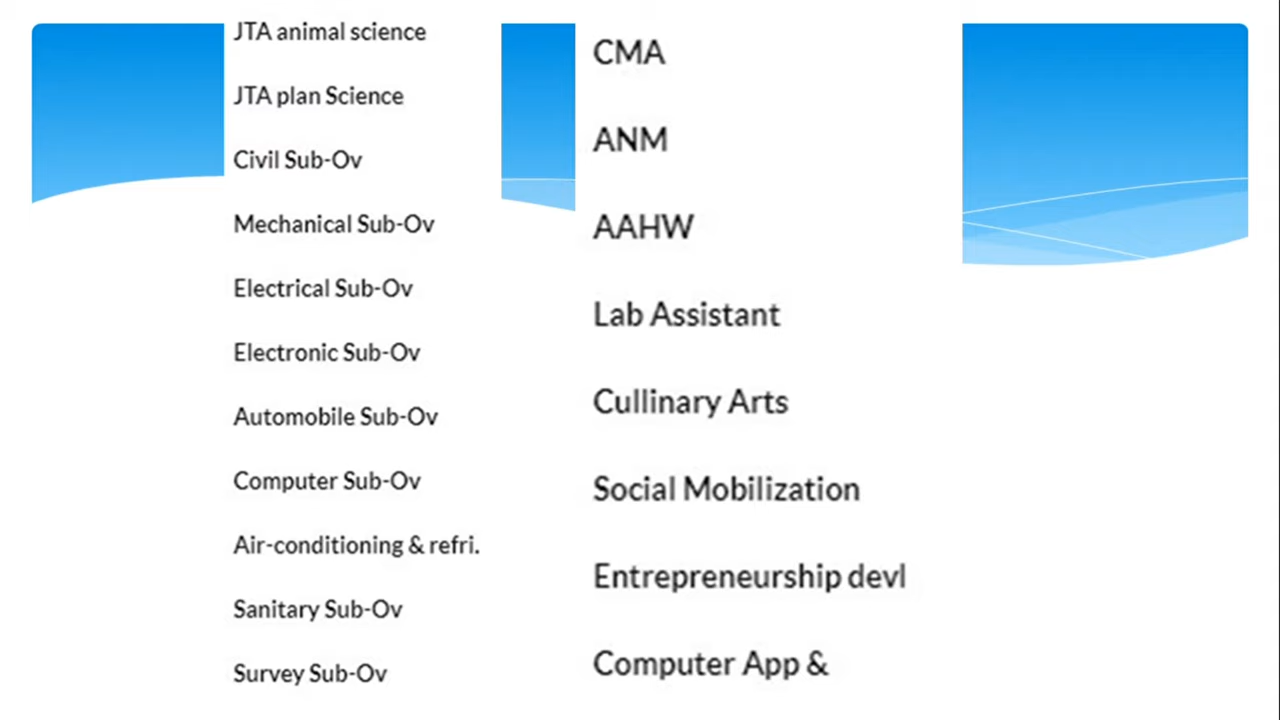 JTA animal science
JTA plan Science
Civil Sub-Ov
Mechanical Sub-Ov
Electrical Sub-Ov
Electronic Sub-Ov
Automobile Sub-Ov
Computer Sub-Ov
Air-conditioning & refri.
Sanitary Sub-Ov
Survey Sub-Ov
CMA
ANM
AAHW
Lab Assistant
Cullinary Arts
Social Mobilization
Entrepreneurship devl
Computer App &